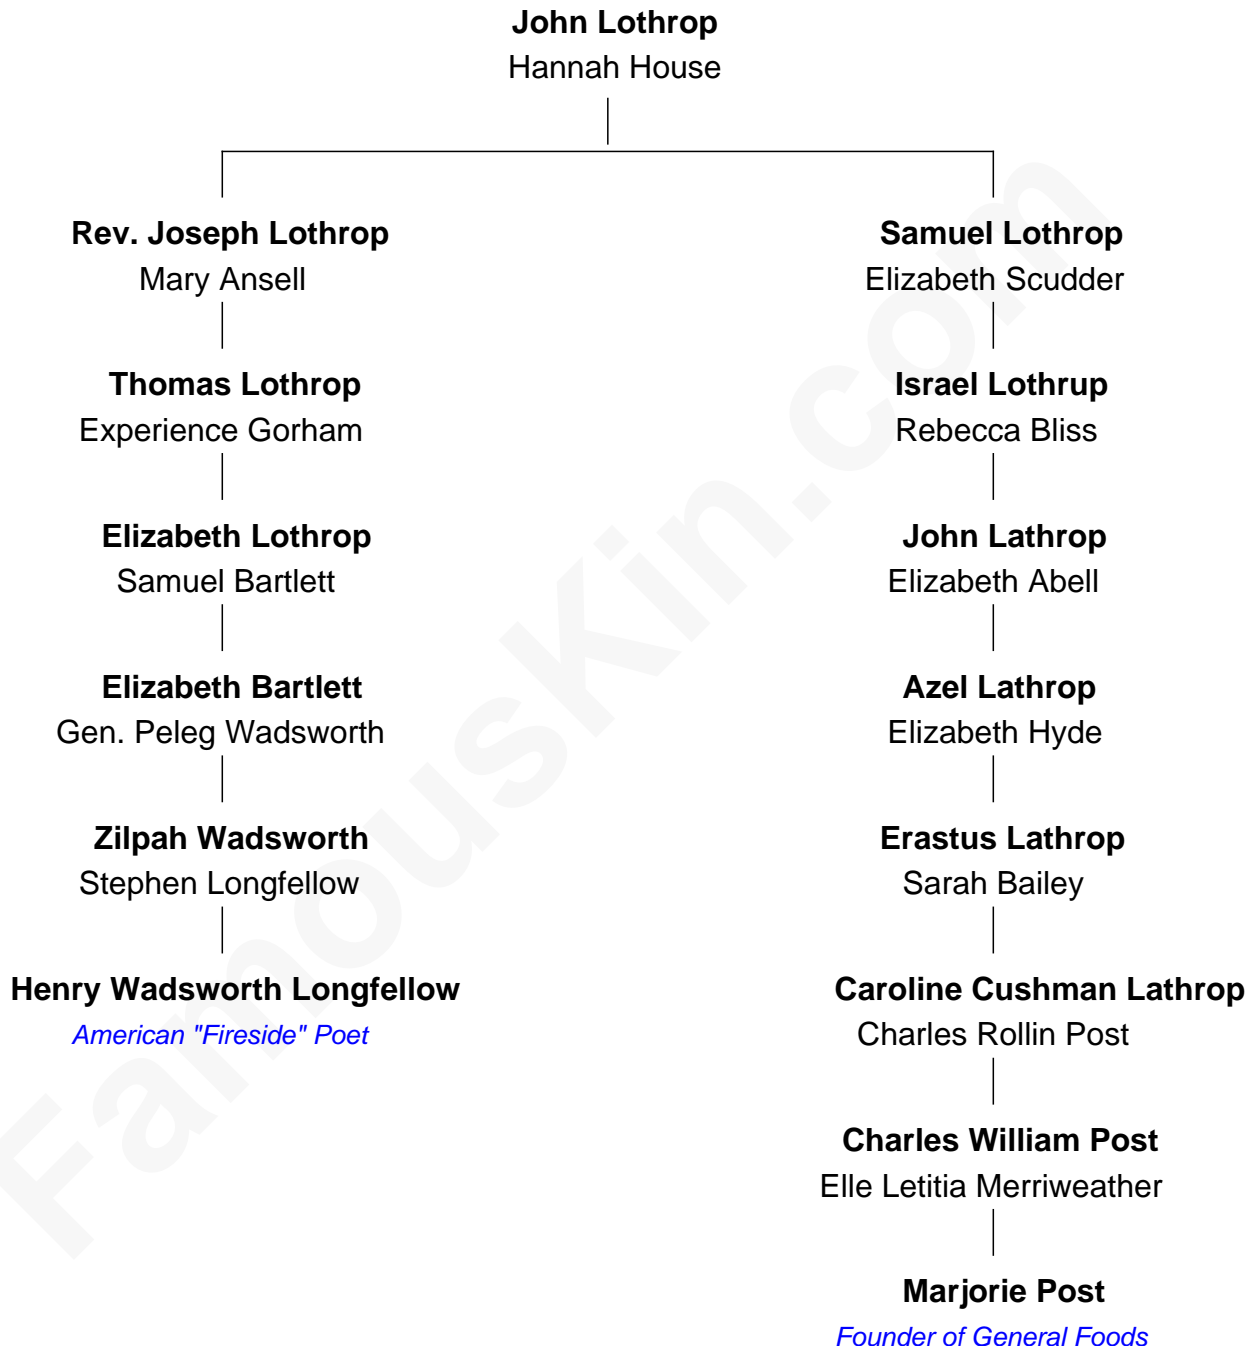 John Lothrop
Hannah House
Rev. Joseph Lothrop
Mary Ansell
Thomas Lothrop
Experience Gorham
Elizabeth Lothrop
Samuel Bartlett
Elizabeth Bartlett
Gen. Peleg Wadsworth
Zilpah Wadsworth
Stephen Longfellow
Henry Wadsworth Longfellow
American "Fireside" Poet
Samuel Lothrop
Elizabeth Scudder
Israel Lothrup
Rebecca Bliss
John Lathrop
Elizabeth Abell
Azel Lathrop
Elizabeth Hyde
Erastus Lathrop
Sarah Bailey
Caroline Cushman Lathrop
Charles Rollin Post
Charles William Post
Elle Letitia Merriweather
Marjorie Post
Founder of General Foods
FamousKin.com